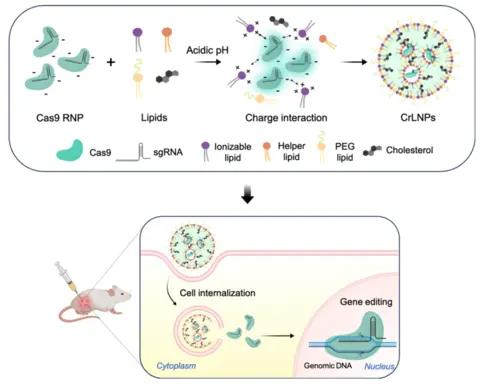 Acidic pH
Cas9 RNP
Lipids
Charge interaction
CrLNPs
Cas9
sgRNA
Ionizable
lipid
Helper
lipid
PEG
lipid
Cholesterol
Cell internalization
Gene editing
Cytoplasm
Genomic DNA
Nucleus